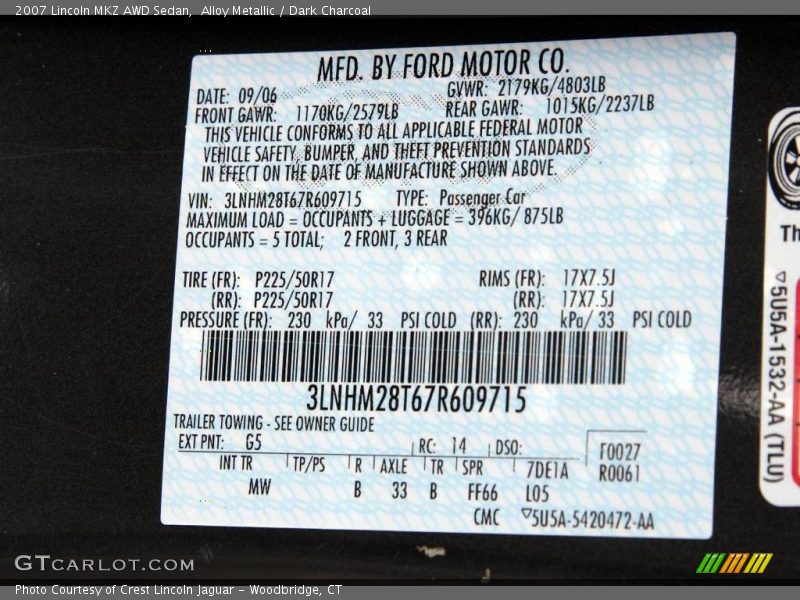 2007 Lincoln MKZ AWD Sedan,  Alloy Metallic / Dark Charcoal
MFD. BY FORD MOTOR CO.
DATE: 09/06 GVWR: 2179KG/4803LB
FRONT GAWR: 1170KG/2579LB REAR GAWR: 1015KG/2237LB
THIS VEHICLE CONFORMS TO ALL APPLICABLE FEDERAL MOTOR
VEHICLE SAFETY, BUMPER, AND THEFT PREVENTION STANDARDS
IN EFFECT ON THE DATE OF MANUFACTURE SHOWN ABOVE.
VIN: 3LNHM28T67R609715 TYPE: Passenger Car
MAXIMUM LOAD = OCCUPANTS + LUGGAGE = 396KG/ 875LB
OCCUPANTS = 5 TOTAL; 2 FRONT, 3 REAR
TIRE (FR): P225/50R17 RIMS (FR): 17X7.5J
(RR): P225/50R17 (RR): 17X7.5J
PRESSURE (FR): 230 kPa/ 33 PSI COLD (RR): 230 kPa/ 33 PSI COLD
3LNHM28T67R609715
TRAILER TOWING - SEE OWNER GUIDE
EXT PNT: G5 RC: 14 DSO: F0027
INT TR TP/PS R AXLE TR SPR 7DE1A R0061
MW B 33 B FF66 L05
CMC ▽5U5A-5420472-AA
Th
▽5U5A-1532-AA (TLU)
GTCARLOT.COM
Photo Courtesy of Crest Lincoln Jaguar - Woodbridge, CT